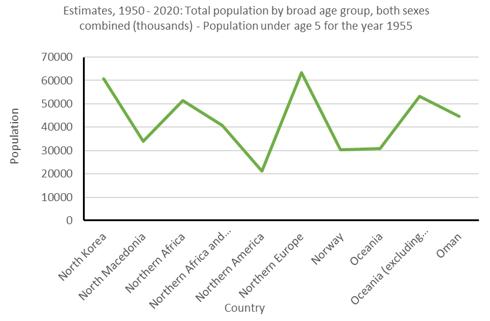 Estimates, 1950 - 2020: Total population by broad age group, both sexes
combined (thousands) - Population under age 5 for the year 1955
70000
60000
50000
40000
30000
20000
10000
0
Population
North Korea
North Macedonia
Northern Africa
Northern Africa and...
Northern America
Northern Europe
Norway
Oceania
Oceania (excluding...
Oman
Country